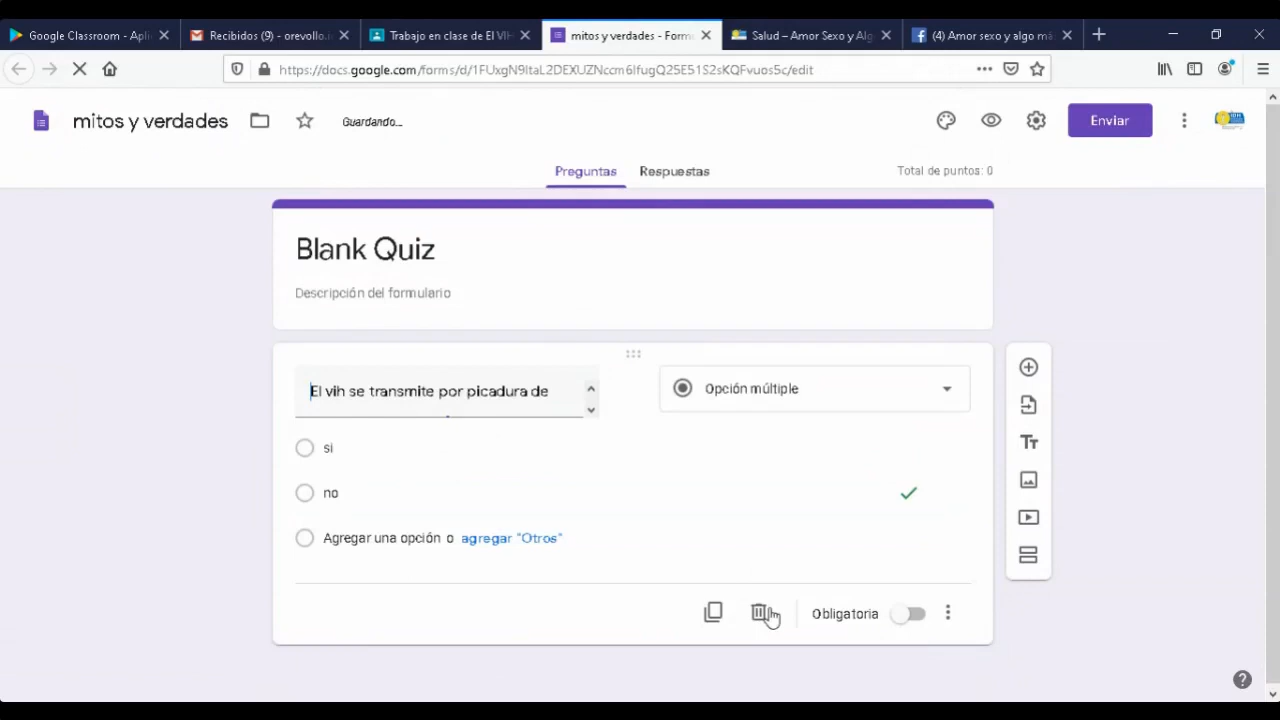 Google Classroom - Apli
Recibidos (9) - orevollo.i
Trabajo en clase de El VIH
mitos y verdades - Form
Salud – Amor Sexo y Alg
(4) Amor sexo y algo má
https://docs.google.com/forms/d/1FUxgN9ItaL2DEXUZNccm6IfugQ25E51S2sKQFvuos5c/edit
mitos y verdades
Guardando...
Enviar
Preguntas
Respuestas
Total de puntos: 0
Blank Quiz
Descripción del formulario
El vih se transmite por picadura de
Opción múltiple
si
no
Agregar una opción o agregar "Otros"
Obligatoria